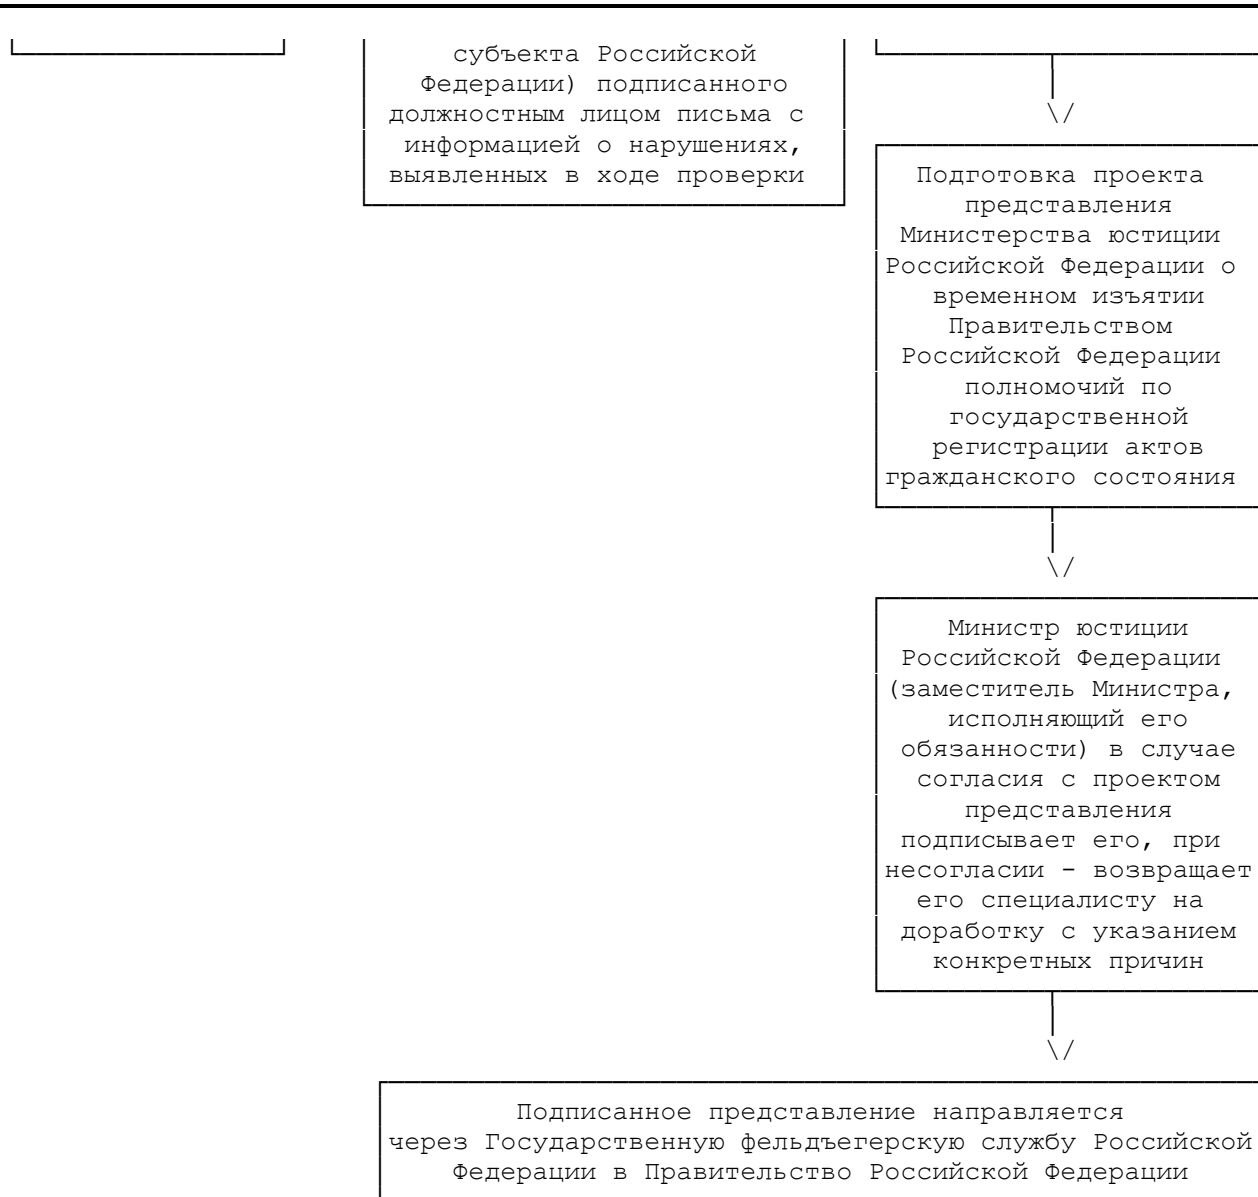 субъекта Российской
Федерации) подписанного
должностным лицом письма с
информацией о нарушениях,
выявленных в ходе проверки
Подготовка проекта
представления
Министерства юстиции
Российской Федерации о
временном изъятии
Правительством
Российской Федерации
полномочий по
государственной
регистрации актов
гражданского состояния
Министр юстиции
Российской Федерации
(заместитель Министра,
исполняющий его
обязанности) в случае
согласия с проектом
представления
подписывает его, при
несогласии - возвращает
его специалисту на
доработку с указанием
конкретных причин
Подписанное представление направляется
через Государственную фельдъегерскую службу Российской
Федерации в Правительство Российской Федерации